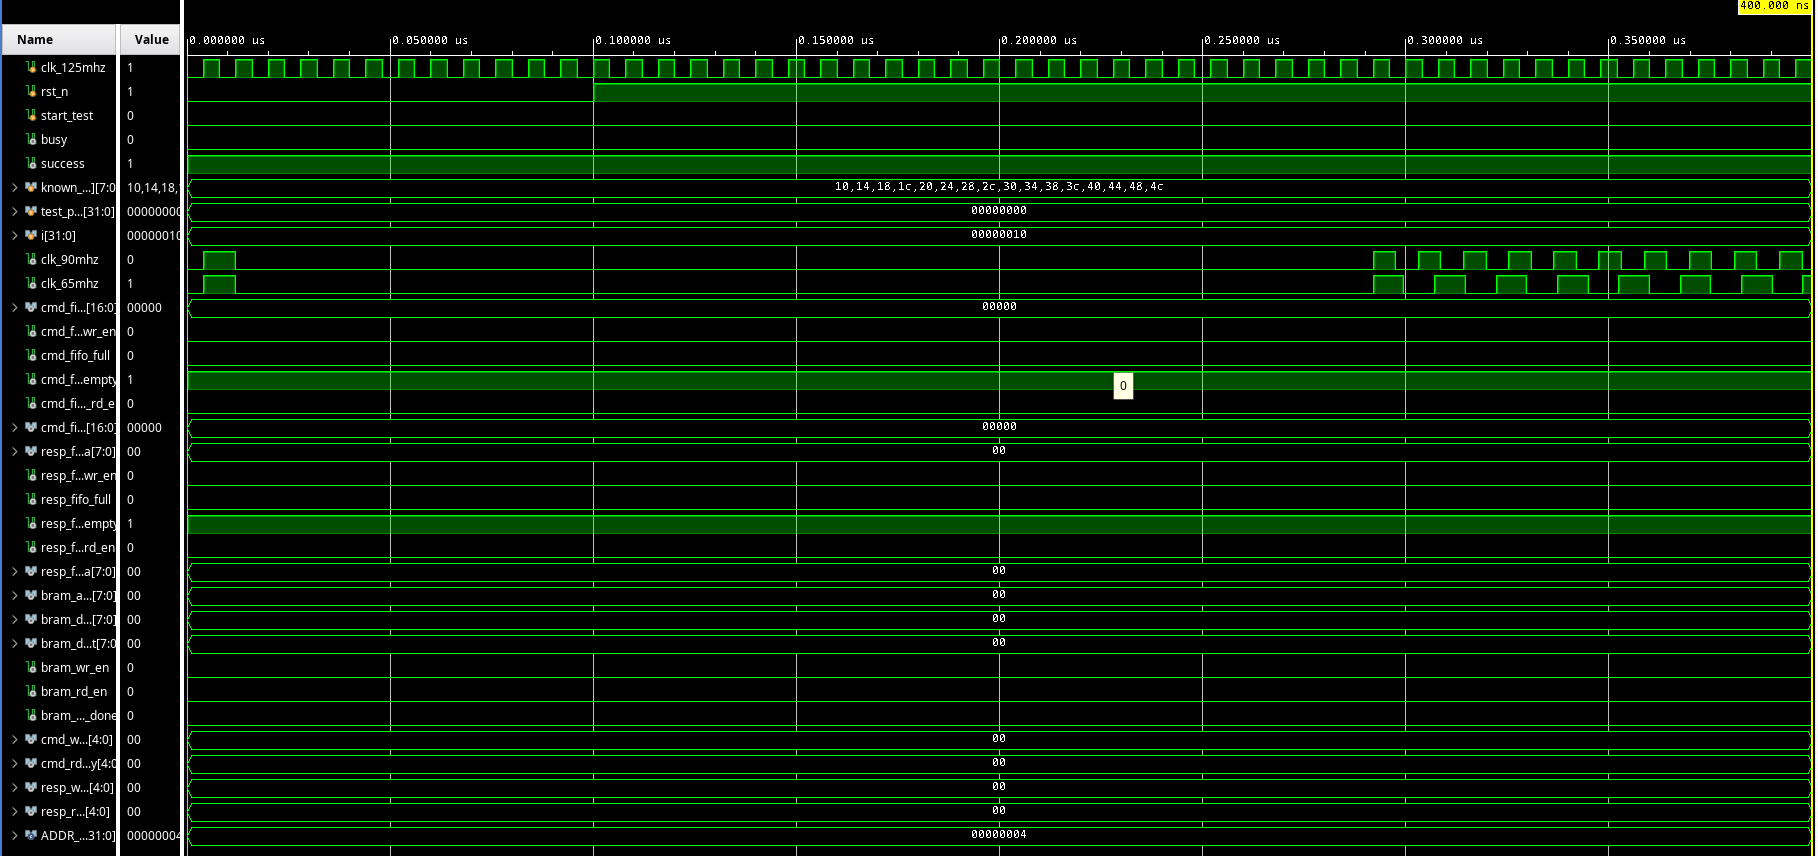 400.000 ns
Name Value
0.000000 us 0.050000 us 0.100000 us 0.150000 us 0.200000 us 0.250000 us 0.300000 us 0.350000 us
clk_125mhz 1
rst_n 1
start_test 0
busy 0
success 1
known_...][7:0 10,14,18, 10,14,18,1c,20,24,28,2c,30,34,38,3c,40,44,48,4c
test_p...[31:0] 00000000 00000000
i[31:0] 00000010 00000010
clk_90mhz 0
clk_65mhz 1
cmd_fi...[16:0] 00000 00000
cmd_f...wr_en 0
cmd_fifo_full 0
cmd_f...empty 1 0
cmd_fi..._rd_e 0
cmd_fi...[16:0] 00000 00000
resp_f...a[7:0] 00 00
resp_f...wr_en 0
resp_fifo_full 0
resp_f...empty 1
resp_f...rd_en 0
resp_f...a[7:0] 00 00
bram_a...[7:0] 00 00
bram_d...[7:0] 00 00
bram_d...t[7:0 00 00
bram_wr_en 0
bram_rd_en 0
bram_..._done 0
cmd_w...[4:0] 00 00
cmd_rd...y[4:0 00 00
resp_w...[4:0] 00 00
resp_r...[4:0] 00 00
ADDR_...31:0] 00000004 00000004